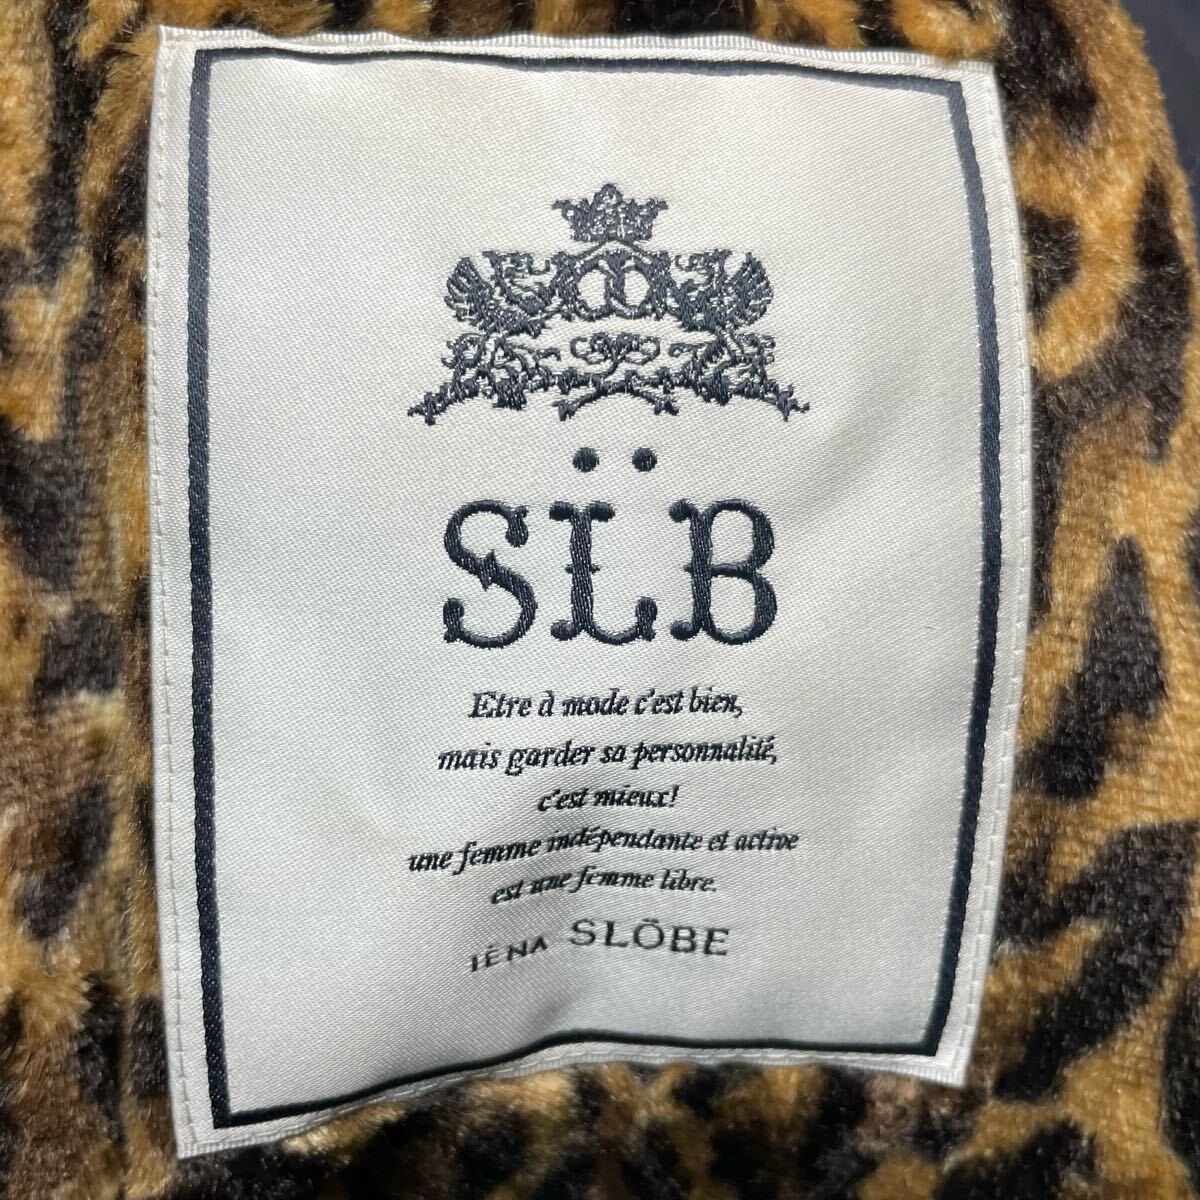 SL̈B
Etre à mode c'est bien,
mais garder sa personnalité,
c'est mieux!
une femme indépendante et active
est une femme libre.
IÉNA SLÖBE